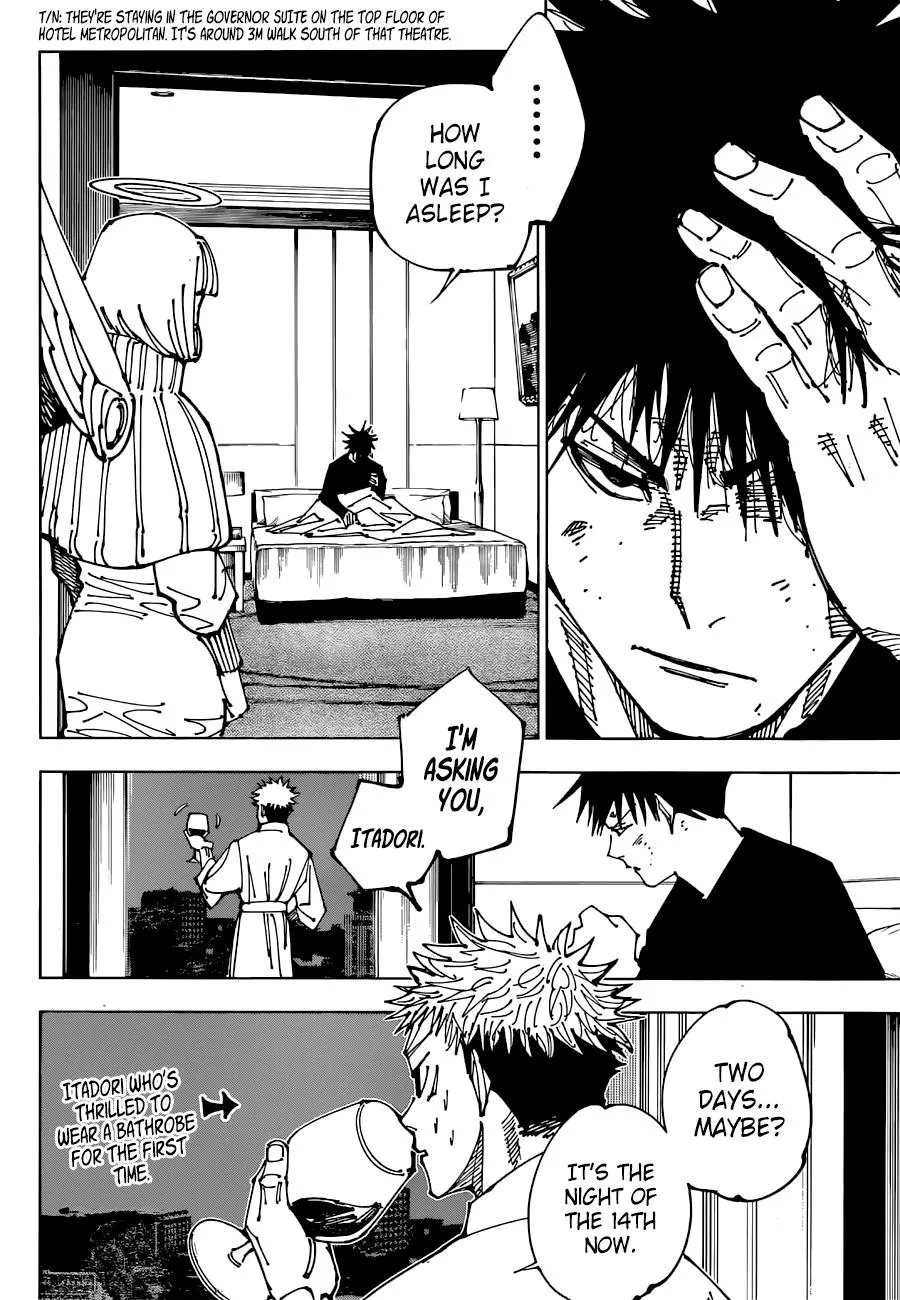 T/N: THEY'RE STAYING IN THE GOVERNOR SUITE ON THE TOP FLOOR OF
HOTEL METROPOLITAN. IT'S AROUND 3M WALK SOUTH OF THAT THEATRE.
......
HOW
LONG
WAS I
ASLEEP?
I'M
ASKING
YOU,
ITADORI.
TWO
DAYS...
MAYBE?
IT'S THE
NIGHT OF
THE 14TH
NOW.
ITADORI WHO'S
THRILLED TO
WEAR A BATHROBE
FOR THE FIRST
TIME.